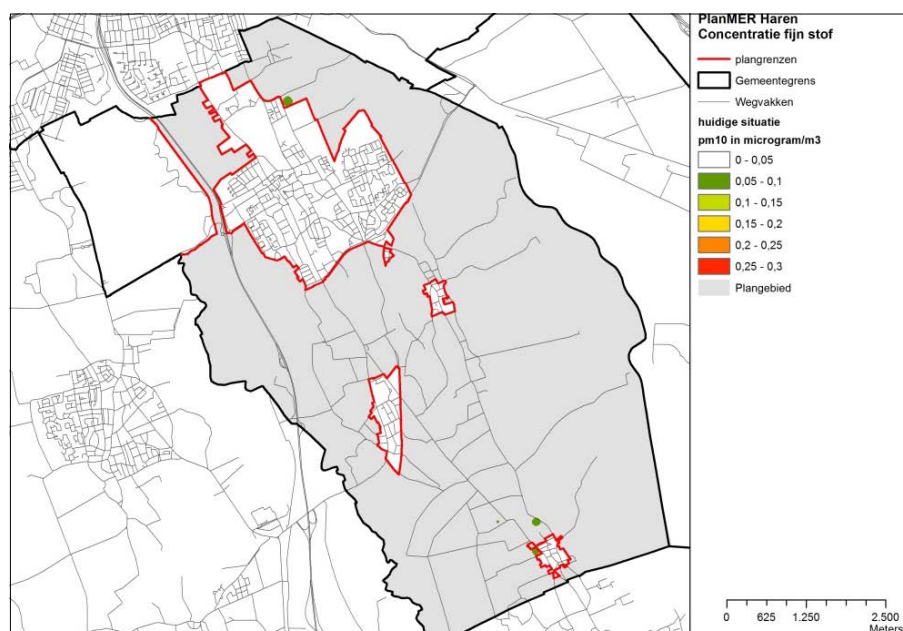 PlanMER Haren
Concentratie fijn stof
plangrenzen
Gemeentegrens
Wegvakken
huidige situatie
pm10 in microgram/m3
0 - 0,05
0,05 - 0,1
0,1 - 0,15
0,15 - 0,2
0,2 - 0,25
0,25 - 0,3
Plangebied
0 625 1.250 2.500
Meters